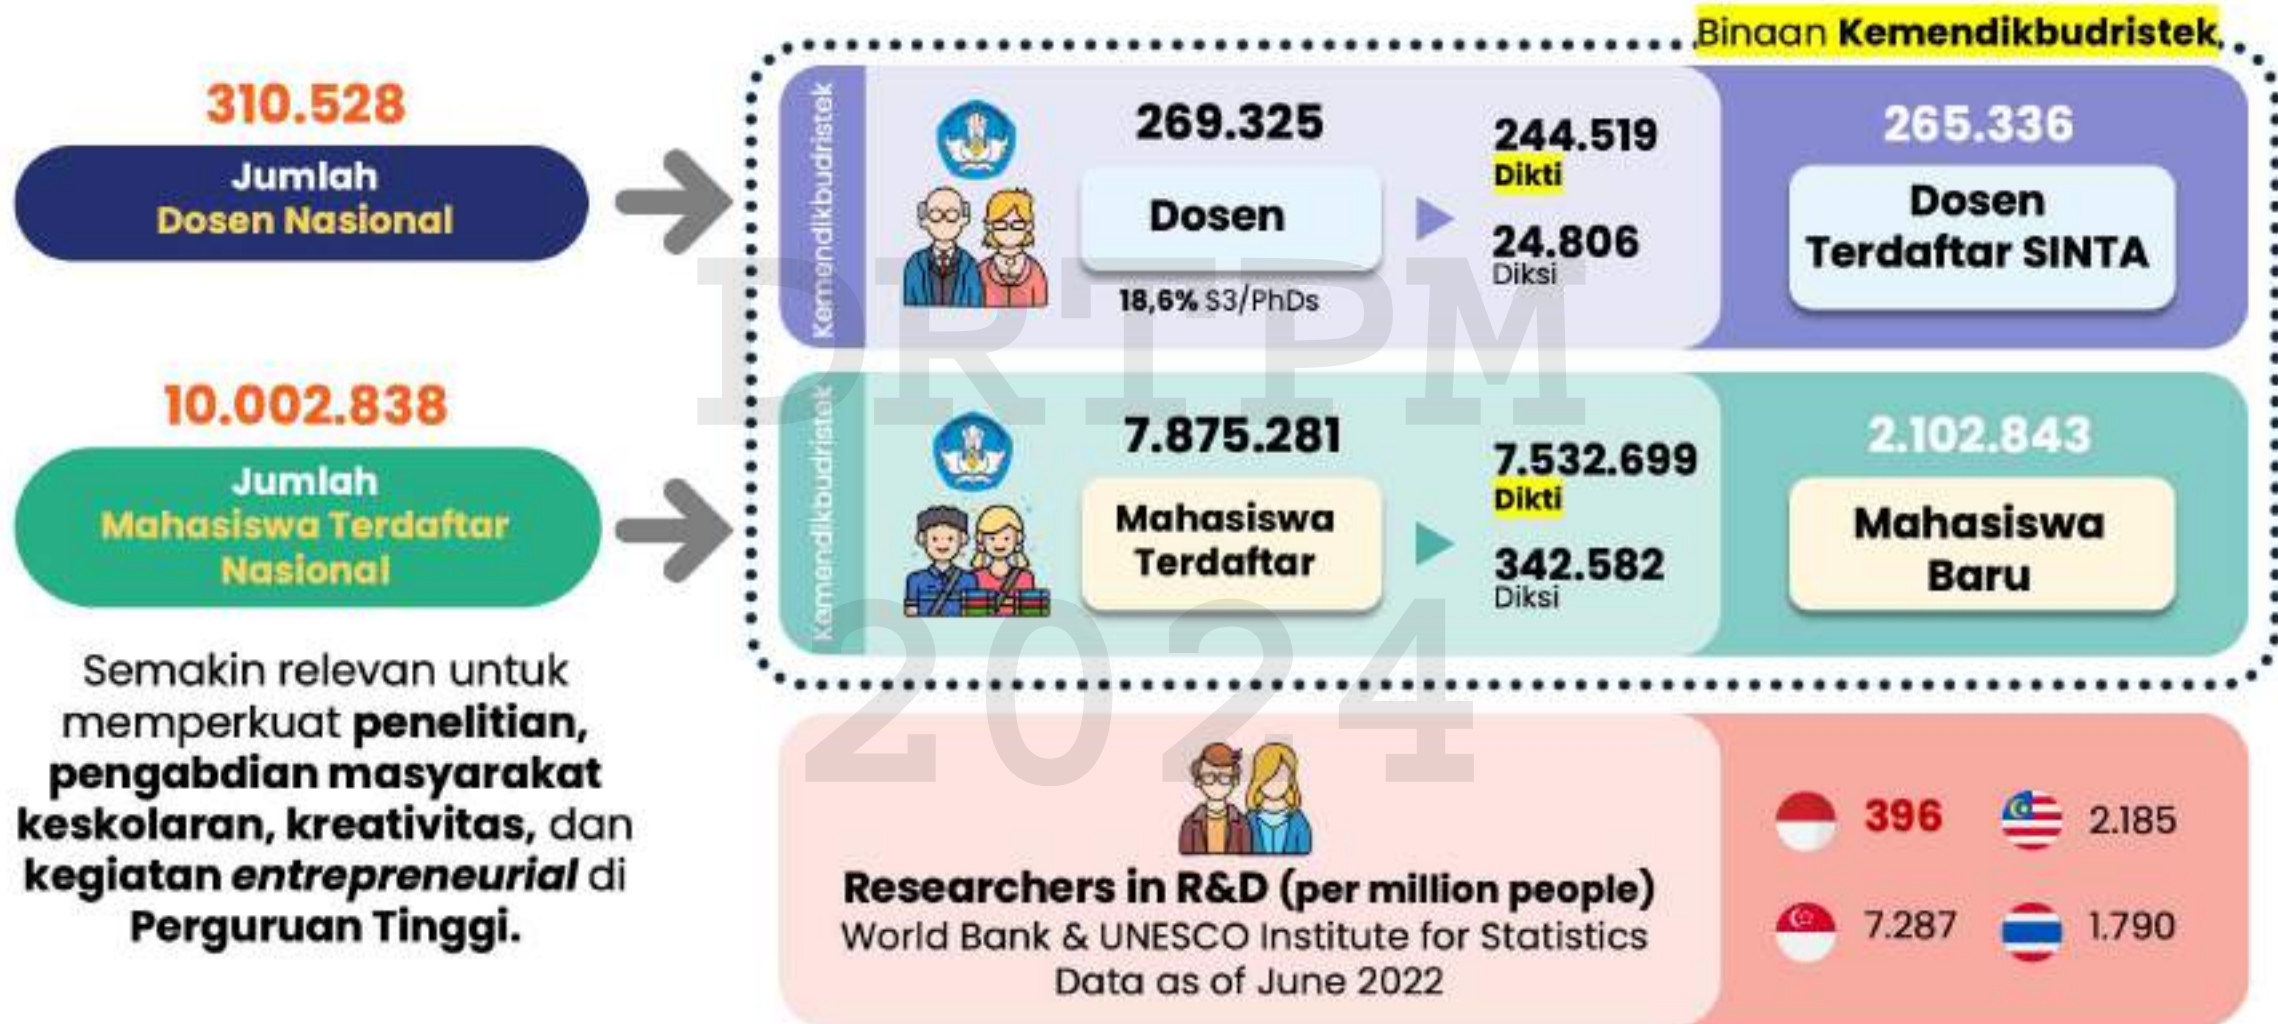 Binaan Kemendikbudristek
310.528
Jumlah
Dosen Nasional
Kemendikbudristek
269.325
Dosen
18,6% S3/PhDs
244.519
Dikti
24.806
Diksi
265.336
Dosen
Terdaftar SINTA
10.002.838
Jumlah
Mahasiswa Terdaftar
Nasional
Kemendikbudristek
7.875.281
Mahasiswa
Terdaftar
7.532.699
Dikti
342.582
Diksi
2.102.843
Mahasiswa
Baru
Semakin relevan untuk
memperkuat penelitian,
pengabdian masyarakat
keskolaran, kreativitas, dan
kegiatan entrepreneurial di
Perguruan Tinggi.
Researchers in R&D (per million people)
World Bank & UNESCO Institute for Statistics
Data as of June 2022
396
2.185
7.287
1.790
DRTPM
2024